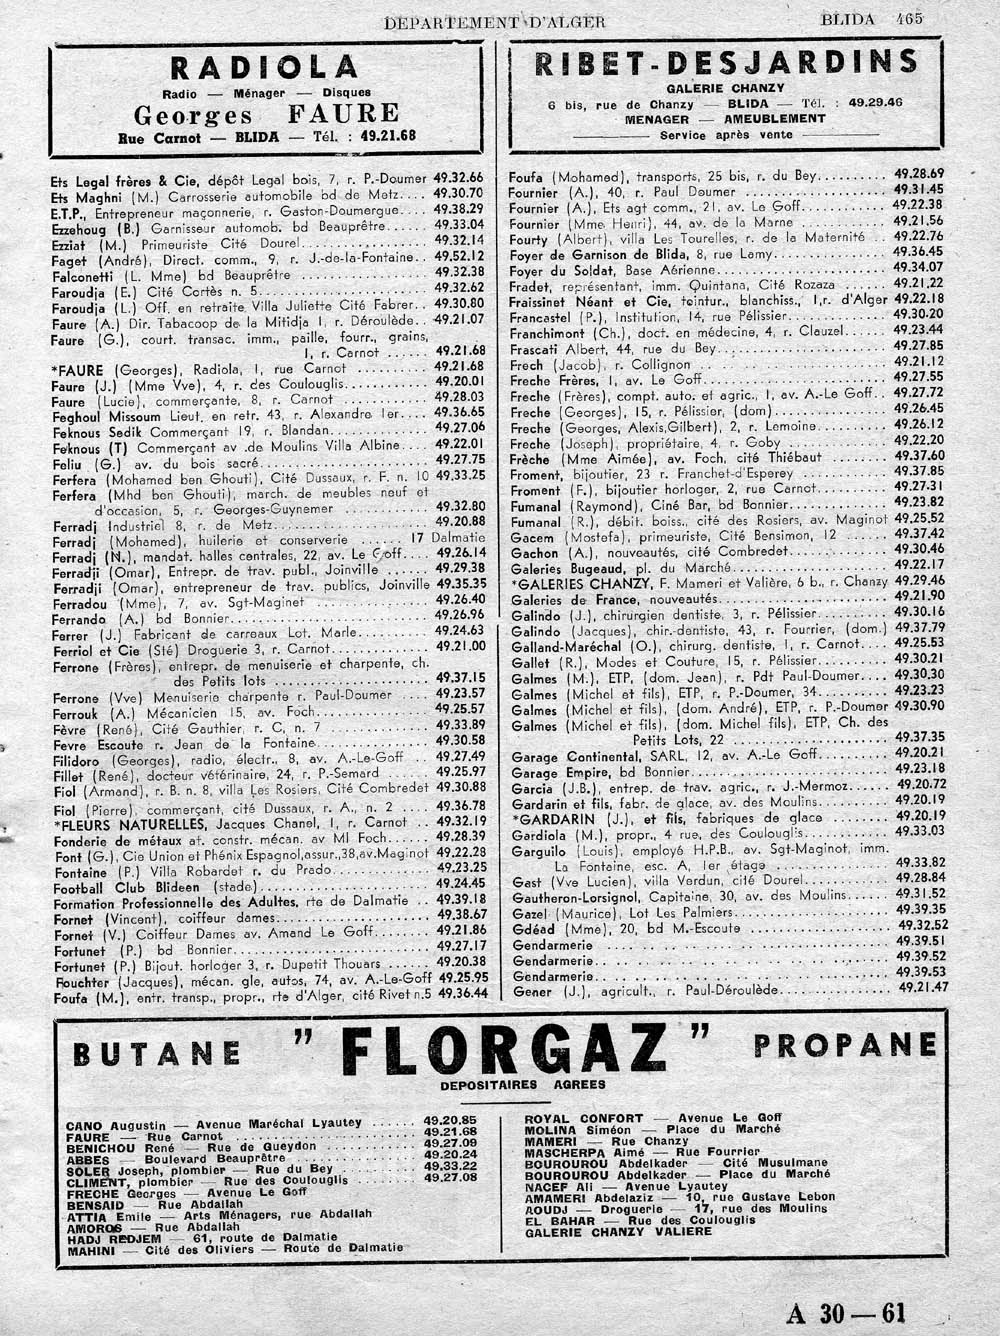 DEPARTEMENT D'ALGER
BLIDA 465
RADIOLA
Radio — Ménager — Disques
Georges FAURE
Rue Carnot — BLIDA — Tél. : 49.21.68
RIBET-DESJARDINS
GALERIE CHANZY
6 bis, rue de Chanzy — BLIDA — Tél. : 49.29.46
MENAGER — AMEUBLEMENT
Service après vente
Ets Legal frères & Cie, dépôt Legal bois, 7, r. P.-Doumer 49.32.66
Ets Maghni (M.) Carrosserie automobile bd de Metz.... 49.30.70
E.T.P., Entrepreneur maçonnerie, r. Gaston-Doumergue.... 49.38.29
Ezzehoug (B.) Garnisseur automob. bd Beauprêtre...... 49.33.04
Ezziat (M.) Primeuriste Cité Dourel.................. 49.32.14
Faget (André), Direct. comm., 9, r. J.-de-la-Fontaine.. 49.52.12
Falconetti (L. Mme) bd Beauprêtre .................. 49.32.38
Faroudja (E.) Cité Cortès n. 5...................... 49.32.62
Faroudja (L.) Off. en retraite Villa Juliette Cité Fabrer.. 49.30.80
Faure (A.) Dir. Tabacoop de la Mitidja 1, r. Déroulède.. 49.21.07
Faure (G.), court. transac. imm., paille, fourr., grains,
1, r. Carnot ...... 49.21.68
*FAURE (Georges), Radiola, 1, rue Carnot .......... 49.21.68
Faure (J.) (Mme Vve), 4, r. des Coulouglis............ 49.20.01
Faure (Lucie), commerçante, 8, r. Carnot ............ 49.28.03
Feghoul Missoum Lieut. en retr. 43, r. Alexandre 1er.... 49.36.65
Feknous Sedik Commerçant 19, r. Blandan............ 49.27.06
Feknous (T) Commerçant av .de Moulins Villa Albine.. 49.22.01
Feliu (G.) av. du bois sacré........................ 49.27.75
Ferfera (Mohamed ben Ghouti), Cité Dussaux, r. F. n. 10 49.33.25
Ferfera (Mhd ben Ghouti), march. de meubles neuf et
d'occasion, 5, r. Georges-Guynemer ............ 49.32.80
Ferradj Industriel 8, r. de Metz.................... 49.20.88
Ferradj (Mohamed), huilerie et conserverie ...... 17 Dalmatie
Ferradj (N.), mandat. halles centrales, 22, av. Le Goff.... 49.26.14
Ferradji (Omar), Entrepr. de trav. publ., Joinville ...... 49.29.38
Ferradji (Omar), entrepreneur de trav. publics, Joinville 49.35.35
Ferradou (Mme), 7, av. Sgt-Maginet ................ 49.26.40
Ferrando (A.) bd Bonnier.......................... 49.26.96
Ferrer (J.) Fabricant de carreaux Lot. Marle.......... 49.24.63
Ferriol et Cie (Sté) Droguerie 3, r. Carnot............ 49.21.00
Ferrone (Frères), entrepr. de menuiserie et charpente, ch.
des Petits lots .................... 49.37.15
Ferrone (Vve) Menuiserie charpente r. Paul-Doumer .... 49.23.57
Ferrouk (A.) Mécanicien 15, av. Foch................ 49.25.57
Fèvre (René), Cité Gauthier, r. C, n. 7 .............. 49.33.89
Fevre Escoute r. Jean de la Fontaine................ 49.30.58
Filidoro (Georges), radio, électr., 8, av. A.-Le-Goff.... 49.27.49
Fillet (René), docteur vétérinaire, 24, r. P.-Semard .... 49.25.97
Fiol (Armand), r. B. n. 8, villa Les Rosiers, Cité Combredet 49.30.88
Fiol (Pierre), commerçant, cité Dussaux, r. A., n. 2 .... 49.36.78
*FLEURS NATURELLES, Jacques Chanel, 1, r. Carnot .. 49.32.19
Fonderie de métaux at. constr. mécan. av Ml Foch...... 49.28.39
Font (G.), Cie Union et Phénix Espagnol,assur.,38,av.Maginot 49.22.28
Fontaine (P.) Villa Robardet r. du Prado............ 49.23.25
Football Club Blideen (stade)........................ 49.24.45
Formation Professionnelle des Adultes, rte de Dalmatie .. 49.39.18
Fornet (Vincent), coiffeur dames.................... 49.38.67
Fornet (V.) Coiffeur Dames av. Amand Le Goff........ 49.21.86
Fortunet (P.) bd Bonnier.......................... 49.27.17
Fortunet (P.) Bijout. horloger 3, r. Dupetit Thouars ...... 49.20.38
Fouchter (Jacques), mécan. gle, autos, 74, av. A.-Le-Goff 49.25.95
Foufa (M.), entr. transp., propr., rte d'Alger, cité Rivet n.5 49.36.44
Foufa (Mohamed), transports, 25 bis, r. du Bey........ 49.28.69
Fournier (A.), 40, r. Paul Doumer .................. 49.31.45
Fournier (A.), Ets agt comm., 21, av. Le Goff.......... 49.22.38
Fournier (Mme Henri), 44, av. de la Marne .......... 49.21.56
Fourty (Albert), villa Les Tourelles, r. de la Maternité .. 49.22.76
Foyer de Garnison de Blida, 8, rue Lamy............ 49.36.45
Foyer du Soldat, Base Aérienne...................... 49.34.07
Fradet, représentant, imm. Quintana, Cité Rozaza ...... 49.21.22
Fraissinet Néant et Cie, teintur., blanchiss., 1,r. d'Alger 49.22.18
Francastel (P.), Institution, 14, rue Pélissier............ 49.30.20
Franchimont (Ch.), doct. en médecine, 4, r. Clauzel...... 49.23.44
Frascati Albert, 44, rue du Bey...................... 49.27.85
Frech (Jacob), r. Collignon ........................ 49.21.12
Freche Frères, 1, av. Le Goff...................... 49.27.55
Freche (Frères), compt. auto. et agric., 1, av. A.-Le Goff.. 49.27.72
Freche (Georges), 15, r. Pélissier, (dom)............ 49.26.45
Freche (Georges, Alexis,Gilbert), 2, r. Lemoine........ 49.26.12
Freche (Joseph), propriétaire, 4, r. Goby ............ 49.22.20
Frèche (Mme Aimée), av. Foch, cité Thiébaut ........ 49.37.60
Froment, bijoutier, 23 r. Franchet-d'Esperey .......... 49.37.85
Froment (F.), bijoutier horloger, 2, rue Carnot........ 49.27.31
Fumanal (Raymond), Ciné Bar, bd Bonnier............ 49.23.82
Fumanal (R.), débit. boiss., cité des Rosiers, av. Maginot 49.25.52
Gacem (Mostefa), primeuriste, Cité Bensimon, 12 ...... 49.37.42
Gachon (A.), nouveautés, cité Combredet............ 49.30.46
Galeries Bugeaud, pl. du Marché.................... 49.22.17
*GALERIES CHANZY, F. Mameri et Valière, 6 b., r. Chanzy 49.29.46
Galeries de France, nouveautés...................... 49.21.90
Galindo (J.), chirurgien dentiste, 3, r. Pélissier........ 49.30.16
Galindo (Jacques), chir.-dentiste, 43, r. Fourrier, (dom.) 49.37.79
Galland-Maréchal (O.), chirurg. dentiste, 1, r. Carnot.... 49.25.53
Gallet (R.), Modes et Couture, 15, r. Pélissier.......... 49.30.21
Galmes (M.), ETP, (dom. Jean), r. Pdt Paul-Doumer.... 49.30.30
Galmes (Michel et fils), ETP, r. P.-Doumer, 34.......... 49.23.23
Galmes (Michel et fils), (dom. André), ETP, r. P.-Doumer 49.30.90
Galmes (Michel et fils), (dom. Michel fils), ETP, Ch. des
Petits Lots, 22 .................... 49.37.35
Garage Continental, SARL, 12, av. A.-Le Goff.......... 49.20.21
Garage Empire, bd Bonnier.......................... 49.23.18
Garcia (J.B.), entrep. de trav. agric., r. J.-Mermoz...... 49.20.72
Gardarin et fils, fabr. de glace, av. des Moulins........ 49.20.19
*GARDARIN (J.), et fils, fabriques de glace .......... 49.20.19
Gardiola (M.), propr., 4 rue, des Coulouglis............ 49.33.03
Garguilo (Louis), employé H.P.B., av. Sgt-Maginot, imm.
La Fontaine, esc. A, 1er étage .............. 49.33.82
Gast (Vve Lucien), villa Verdun, cité Dourel............ 49.28.84
Gautheron-Lorsignol, Capitaine, 30, av. des Moulins...... 49.31.52
Gazel (Maurice), Lot Les Palmiers.................... 49.39.35
Gdéad (Mme), 20, bd M.-Escoute .................. 49.32.52
Gendarmerie ...................................... 49.39.51
Gendarmerie...................................... 49.39.52
Gendarmerie...................................... 49.39.53
Gener (J.), agricult., r. Paul-Déroulède.............. 49.21.47
BUTANE " FLORGAZ " PROPANE
DEPOSITAIRES AGREES
CANO Augustin — Avenue Maréchal Lyautey ...... 49.20.85
FAURE — Rue Carnot ........................ 49.21.68
BENICHOU René — Rue de Gueydon ............ 49.27.09
ABBES — Boulevard Beauprêtre ................ 49.20.24
SOLER Joseph, plombier — Rue du Bey .......... 49.33.22
CLIMENT, plombier — Rue des Coulouglis ........ 49.27.08
FRECHE Georges — Avenue Le Goff
BENSAID — Rue Abdallah
ATTIA Emile — Arts Ménagers, rue Abdallah
AMOROS — Rue Abdallah
HADJ REDJEM — 61, route de Dalmatie
MAHINI — Cité des Oliviers — Route de Dalmatie
ROYAL CONFORT — Avenue Le Goff
MOLINA Siméon — Place du Marché
MAMERI — Rue Chanzy
MASCHERPA Aimé — Rue Fourrier
BOUROUROU Abdelkader — Cité Musulmane
BOUROUROU Abdelkader — Place du Marché
NACEF Ali — Avenue Lyautey
AMAMERI Abdelaziz — 10, rue Gustave Lebon
AOUDJ — Droguerie — 17, rue des Moulins
EL BAHAR — Rue des Coulouglis
GALERIE CHANZY VALIERE
A 30 — 61